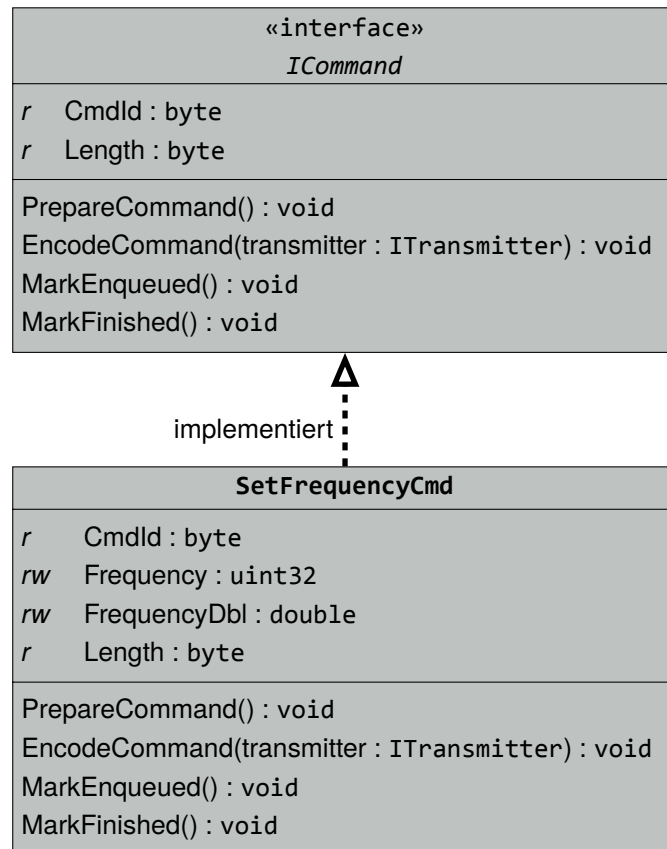 «interface»
ICommand
r CmdId : byte
r Length : byte
PrepareCommand() : void
EncodeCommand(transmitter : ITransmitter) : void
MarkEnqueued() : void
MarkFinished() : void
implementiert
SetFrequencyCmd
r CmdId : byte
rw Frequency : uint32
rw FrequencyDbl : double
r Length : byte
PrepareCommand() : void
EncodeCommand(transmitter : ITransmitter) : void
MarkEnqueued() : void
MarkFinished() : void